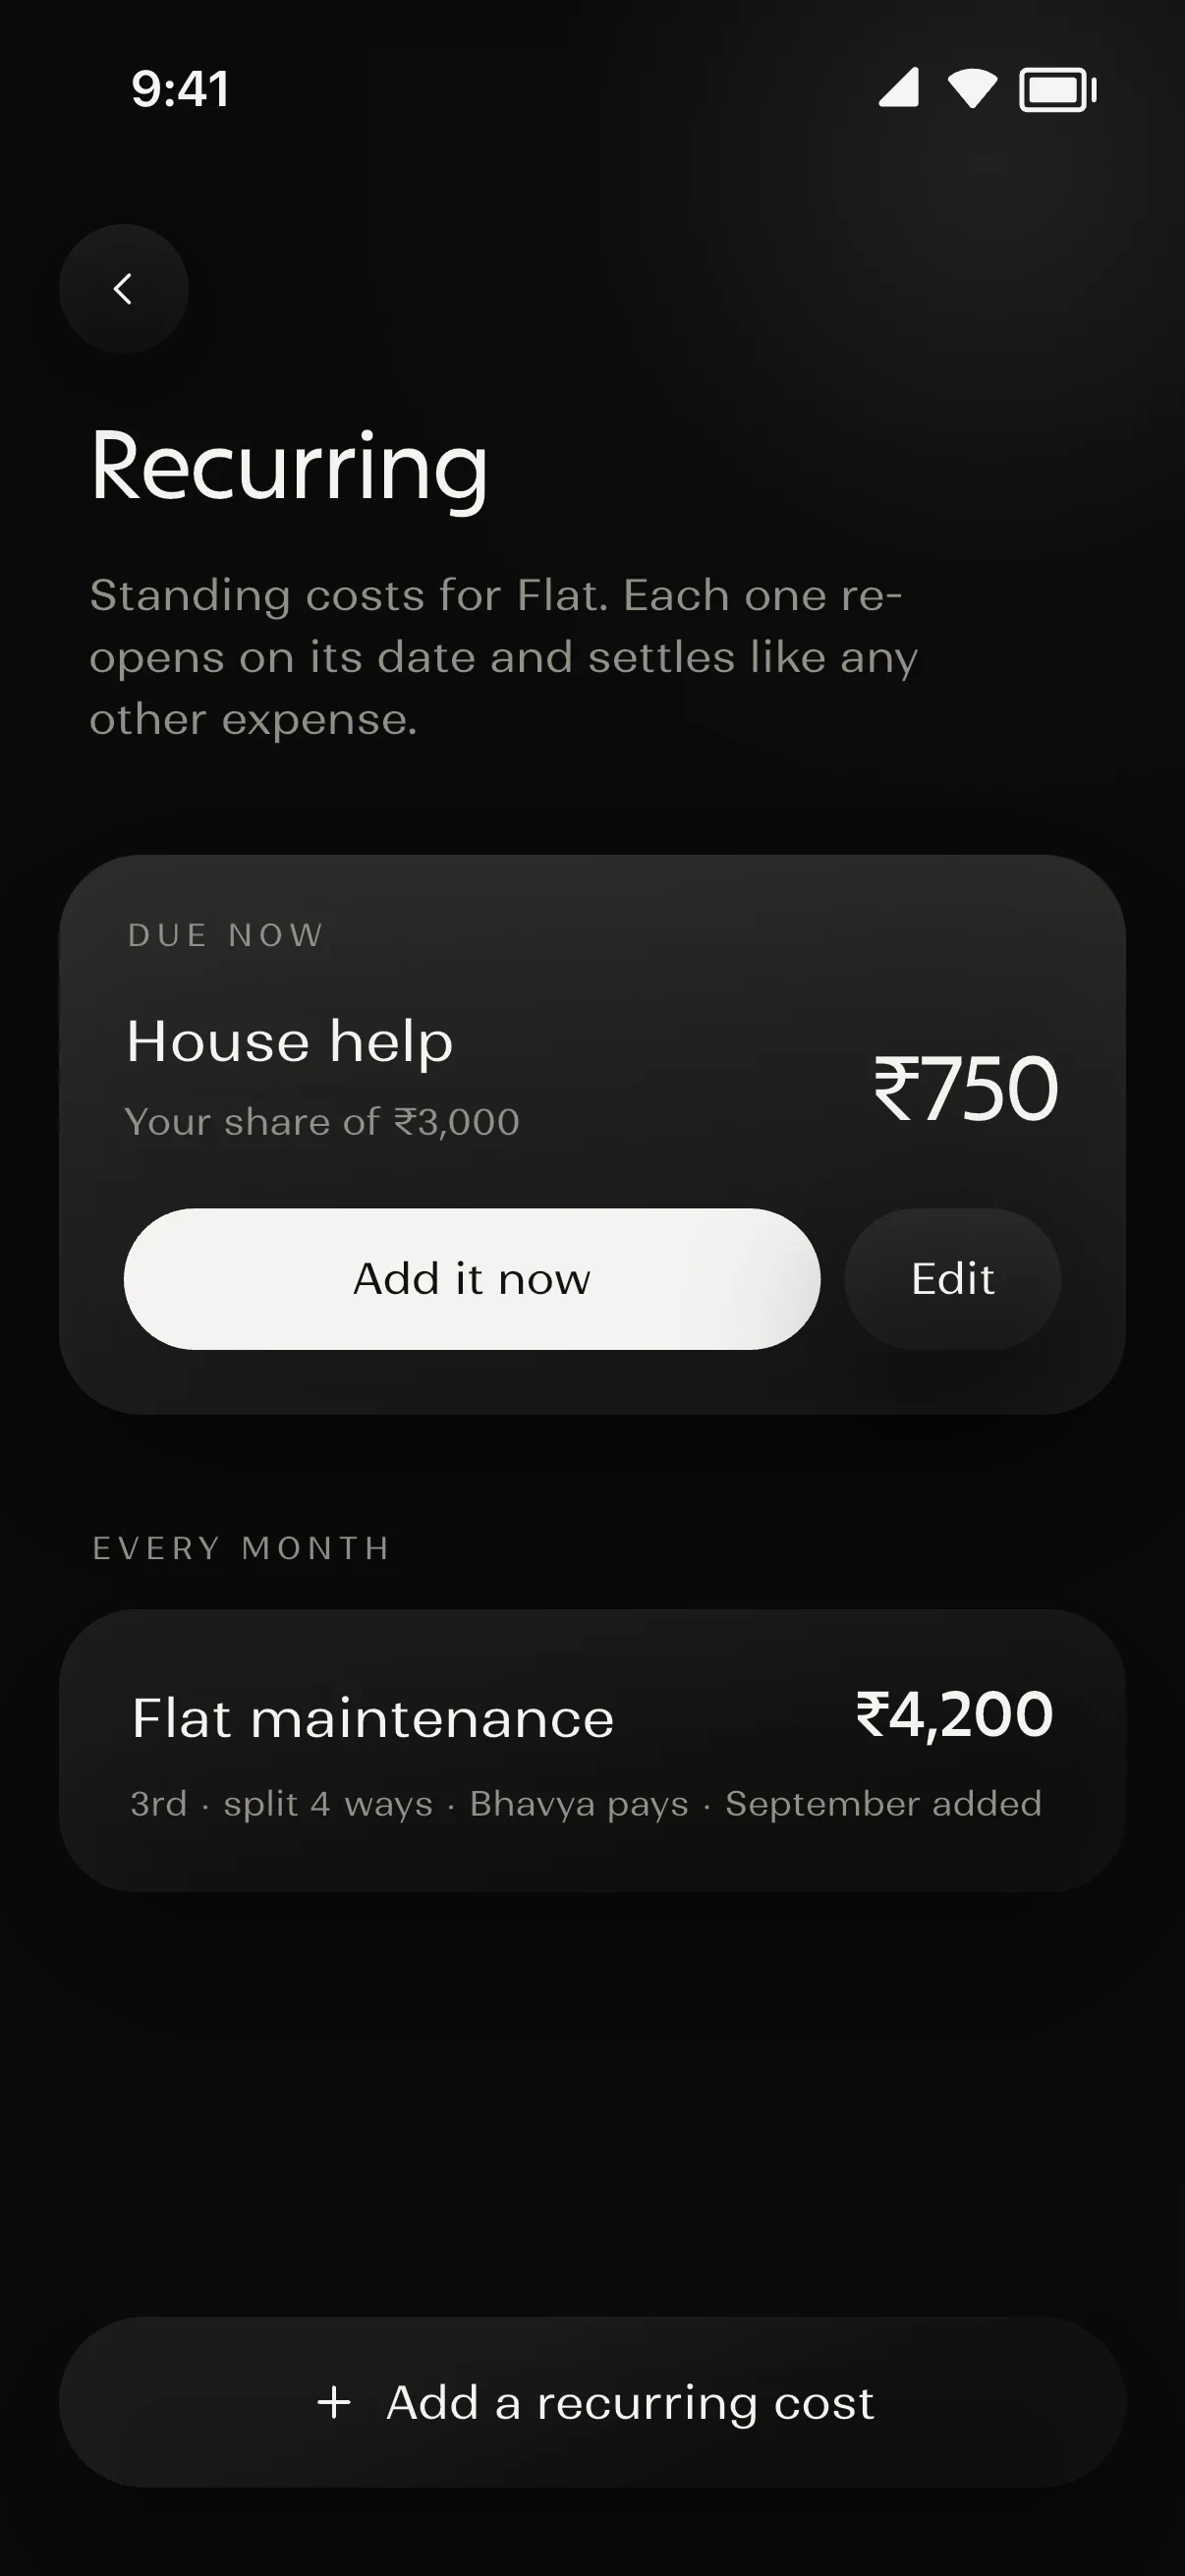 9:41
Recurring
Standing costs for Flat. Each one re-
opens on its date and settles like any
other expense.
DUE NOW
House help
₹750
Your share of ₹3,000
Add it now
Edit
EVERY MONTH
Flat maintenance
₹4,200
3rd · split 4 ways · Bhavya pays · September added
+ Add a recurring cost